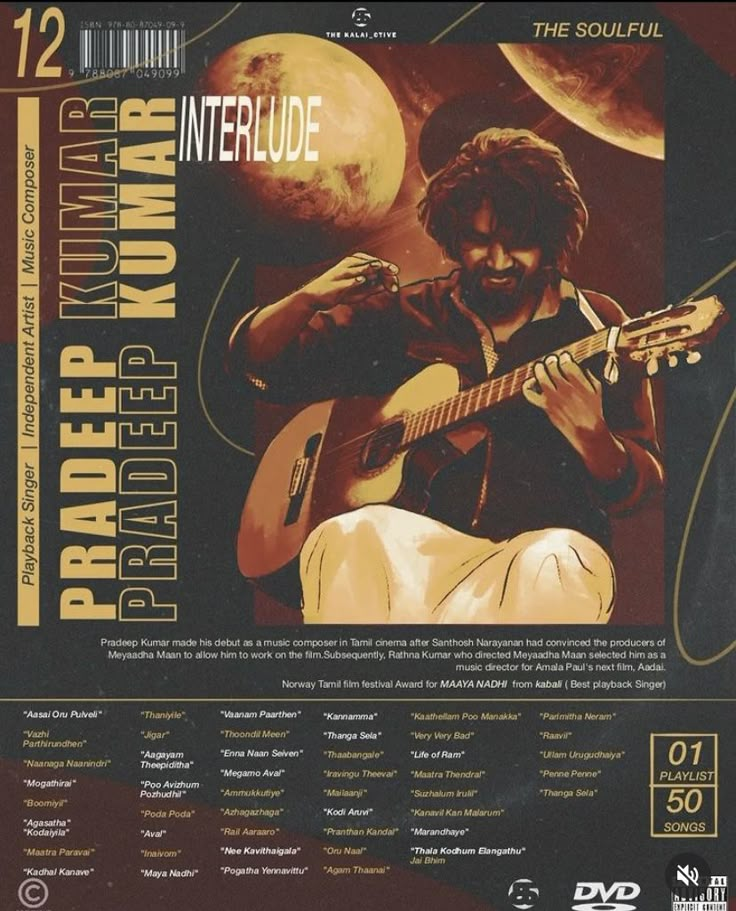 12
ISBN 978-80-87049-09-9
9 788087 049099
THE KALAI_CTIVE
THE SOULFUL
INTERLUDE
Playback Singer | Independent Artist | Music Composer
PRADEEP KUMAR
PRADEEP KUMAR
Pradeep Kumar made his debut as a music composer in Tamil cinema after Santhosh Narayanan had convinced the producers of
Meyaadha Maan to allow him to work on the film.Subsequently, Rathna Kumar who directed Meyaadha Maan selected him as a
music director for Amala Paul's next film, Aadai.
Norway Tamil film festival Award for MAAYA NADHI from kabali ( Best playback Singer)
"Aasai Oru Pulveli"
"Vazhi
Parthirundhen"
"Naanaga Naanindri"
"Mogathirai"
"Boomiyil"
"Agasatha"
"Kodaiyila"
"Maatra Paravai"
"Kadhal Kanave"
"Thaniyile"
"Jigar"
"Aagayam
Theepiditha"
"Poo Avizhum
Pozhudhil"
"Poda Poda"
"Aval"
"Inaivom"
"Maya Nadhi"
"Vaanam Paarthen"
"Thoondil Meen"
"Enna Naan Seiven"
"Megamo Aval"
"Ammukkutiye"
"Azhagazhaga"
"Rail Aaraaro"
"Nee Kavithaigala"
"Pogatha Yennavittu"
"Kannamma"
"Thanga Sela"
"Thaabangale"
"Iravingu Theevai"
"Mailaanji"
"Kodi Aruvi"
"Pranthan Kandal"
"Oru Naal"
"Agam Thaanai"
"Kaathellam Poo Manakka"
"Very Very Bad"
"Life of Ram"
"Maatra Thendral"
"Suzhalum Irulil"
"Kanavil Kan Malarum"
"Marandhaye"
"Thala Kodhum Elangathu"
Jai Bhim
"Parimitha Neram"
"Raavil"
"Ullam Urugudhaiya"
"Penne Penne"
"Thanga Sela"
01
PLAYLIST
50
SONGS
©
DVD
EXPLICIT CONTENT